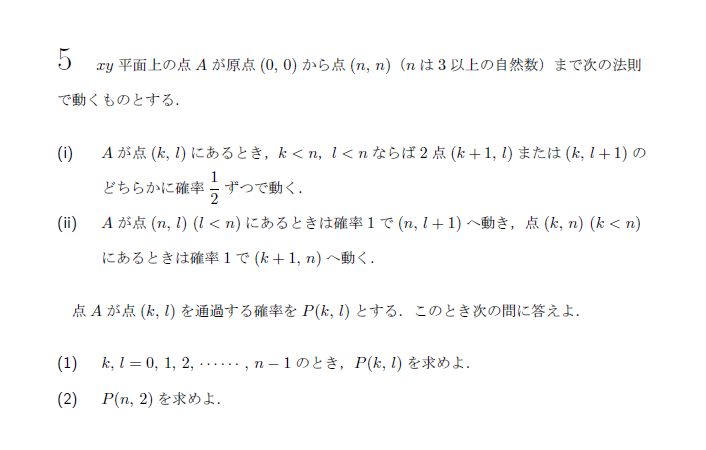 5 xy 平面上の点 A が原点 (0, 0) から点 (n, n)(n は 3 以上の自然数)まで次の法則
で動くものとする.
(i) A が点 (k, l) にあるとき,k < n, l < n ならば 2 点 (k + 1, l) または (k, l + 1) の
どちらかに確率 1/2 ずつで動く.
(ii) A が点 (n, l) (l < n) にあるときは確率 1 で (n, l + 1) へ動き,点 (k, n) (k < n)
にあるときは確率 1 で (k + 1, n) へ動く.
点 A が点 (k, l) を通過する確率を P(k, l) とする.このとき次の問に答えよ.
(1) k, l = 0, 1, 2, ⋯⋯, n − 1 のとき,P(k, l) を求めよ.
(2) P(n, 2) を求めよ.